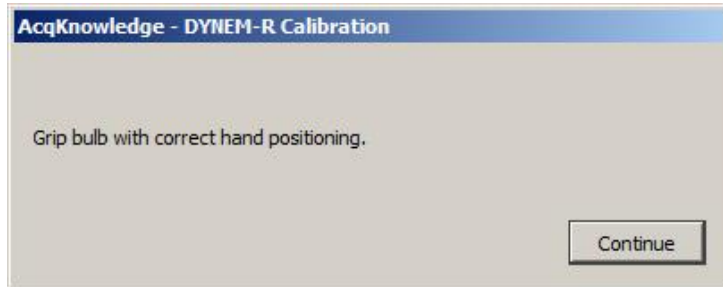 AcqKnowledge - DYNEM-R Calibration
Grip bulb with correct hand positioning.
Continue